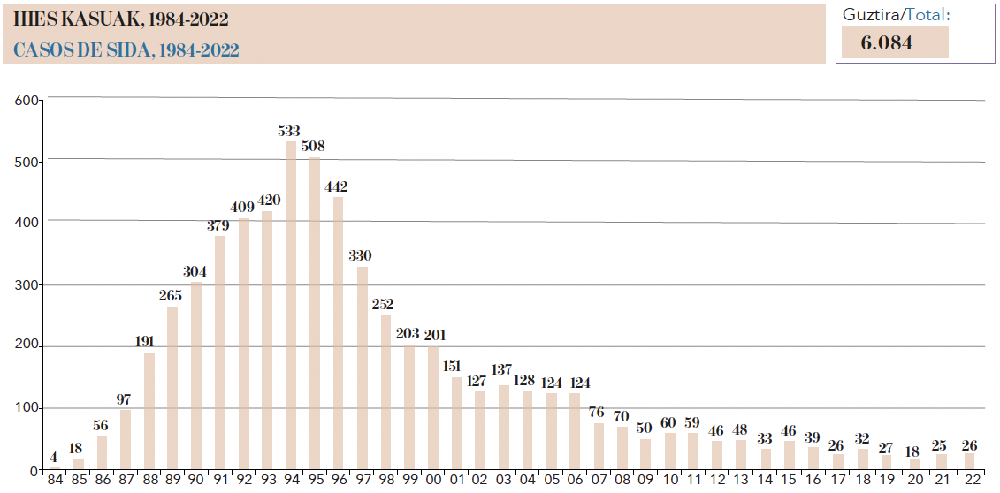 HIES KASUAK, 1984-2022
CASOS DE SIDA, 1984-2022
Guztira/Total:
6.084
600
500
400
300
200
100
0
4 18 56 97 191 265 304 379 409 420 533 508 442 330 252 203 201 151 127 137 128 124 124 76 70 50 60 59 46 48 33 46 39 26 32 27 18 25 26
84 85 86 87 88 89 90 91 92 93 94 95 96 97 98 99 00 01 02 03 04 05 06 07 08 09 10 11 12 13 14 15 16 17 18 19 20 21 22